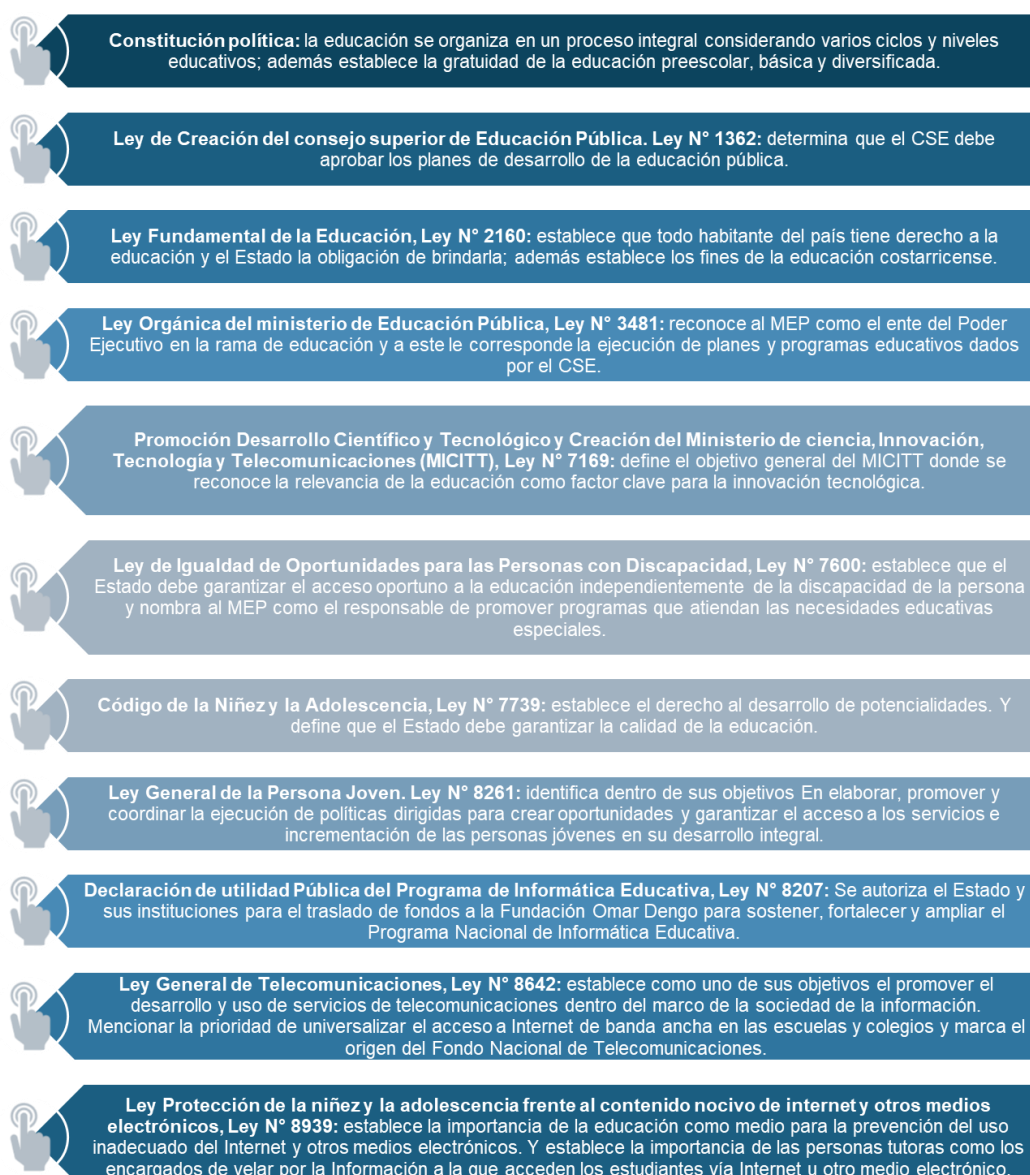 Constitución política: la educación se organiza en un proceso integral considerando varios ciclos y niveles
educativos; además establece la gratuidad de la educación preescolar, básica y diversificada.
Ley de Creación del consejo superior de Educación Pública. Ley N° 1362: determina que el CSE debe
aprobar los planes de desarrollo de la educación pública.
Ley Fundamental de la Educación, Ley N° 2160: establece que todo habitante del país tiene derecho a la
educación y el Estado la obligación de brindarla; además establece los fines de la educación costarricense.
Ley Orgánica del ministerio de Educación Pública, Ley N° 3481: reconoce al MEP como el ente del Poder
Ejecutivo en la rama de educación y a este le corresponde la ejecución de planes y programas educativos dados
por el CSE.
Promoción Desarrollo Científico y Tecnológico y Creación del Ministerio de ciencia, Innovación,
Tecnología y Telecomunicaciones (MICITT), Ley N° 7169: define el objetivo general del MICITT donde se
reconoce la relevancia de la educación como factor clave para la innovación tecnológica.
Ley de Igualdad de Oportunidades para las Personas con Discapacidad, Ley N° 7600: establece que el
Estado debe garantizar el acceso oportuno a la educación independientemente de la discapacidad de la persona
y nombra al MEP como el responsable de promover programas que atiendan las necesidades educativas
especiales.
Código de la Niñez y la Adolescencia, Ley N° 7739: establece el derecho al desarrollo de potencialidades. Y
define que el Estado debe garantizar la calidad de la educación.
Ley General de la Persona Joven. Ley N° 8261: identifica dentro de sus objetivos En elaborar, promover y
coordinar la ejecución de políticas dirigidas para crear oportunidades y garantizar el acceso a los servicios e
incrementación de las personas jóvenes en su desarrollo integral.
Declaración de utilidad Pública del Programa de Informática Educativa, Ley N° 8207: Se autoriza el Estado y
sus instituciones para el traslado de fondos a la Fundación Omar Dengo para sostener, fortalecer y ampliar el
Programa Nacional de Informática Educativa.
Ley General de Telecomunicaciones, Ley N° 8642: establece como uno de sus objetivos el promover el
desarrollo y uso de servicios de telecomunicaciones dentro del marco de la sociedad de la información.
Mencionar la prioridad de universalizar el acceso a Internet de banda ancha en las escuelas y colegios y marca el
origen del Fondo Nacional de Telecomunicaciones.
Ley Protección de la niñez y la adolescencia frente al contenido nocivo de internet y otros medios
electrónicos, Ley N° 8939: establece la importancia de la educación como medio para la prevención del uso
inadecuado del Internet y otros medios electrónicos. Y establece la importancia de las personas tutoras como los
encargados de velar por la Información a la que acceden los estudiantes vía Internet u otro medio electrónico.